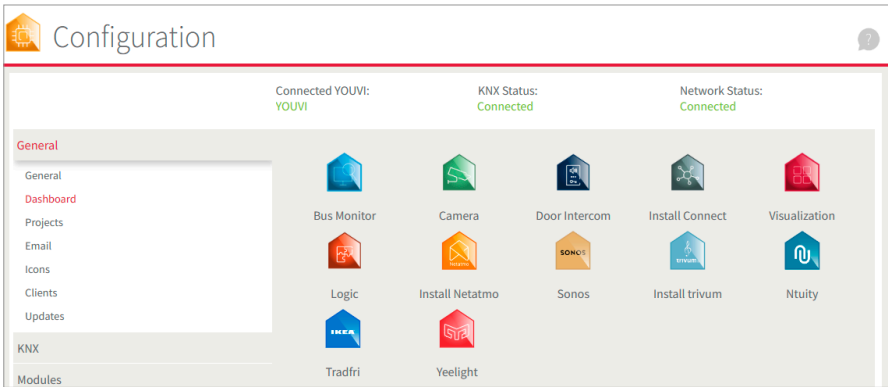 Configuration
?
Connected YOUVI:
KNX Status:
Network Status:
YOUVI
Connected
Connected
General
General
Dashboard
Projects
Email
Icons
Clients
Updates
KNX
Modules
Bus Monitor
Camera
Door Intercom
Install Connect
Visualization
Netatmo
SONOS
trivum
Logic
Install Netatmo
Sonos
Install trivum
Ntuity
IKEA
Tradfri
Yeelight